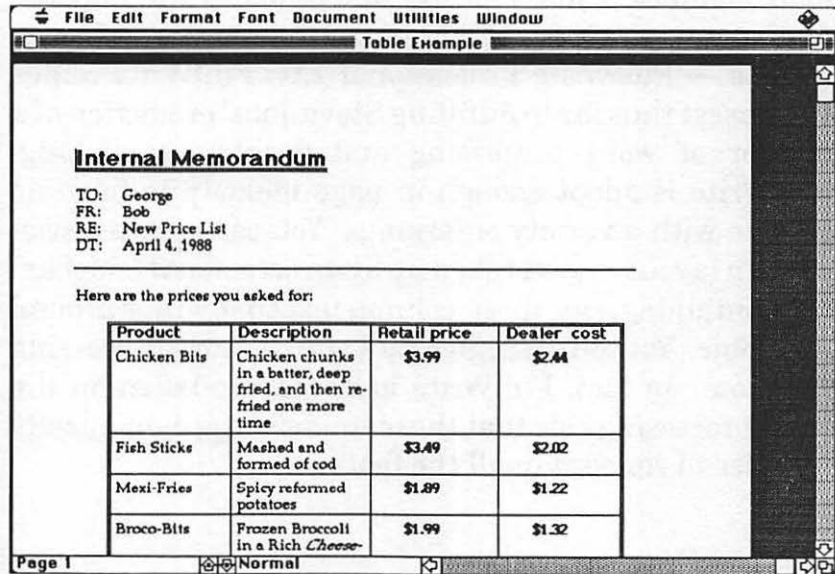 File Edit Format Font Document Utilities Window
Table Example
Internal Memorandum
TO: George
FR: Bob
RE: New Price List
DT: April 4, 1988
Here are the prices you asked for:
Product Description Retail price Dealer cost
Chicken Bits Chicken chunks $3.99 $2.44
in a batter, deep
fried, and then
fried one more
time
Fish Sticks Mashed and $3.49 $2.02
formed of cod
Mexi-Fries Spicy reformed $1.89 $1.22
potatoes
Broco-Bits Frozen Broccoli $1.99 $1.32
in a Rich Cheese-
Page 1 Normal